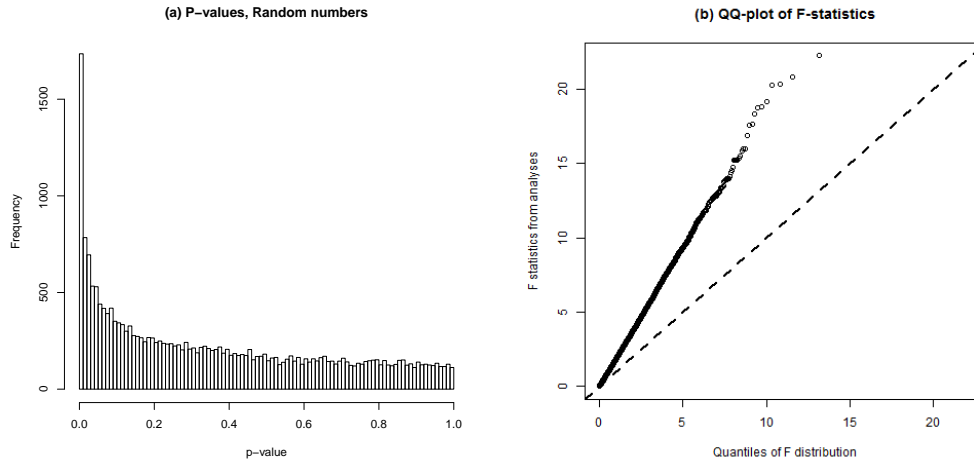 (a) P−values, Random numbers
Frequency
0
500
1000
1500
0.0 0.2 0.4 0.6 0.8 1.0
p−value
(b) QQ-plot of F-statistics
F statistics from analyses
20
15
10
5
0
0 5 10 15 20
Quantiles of F distribution